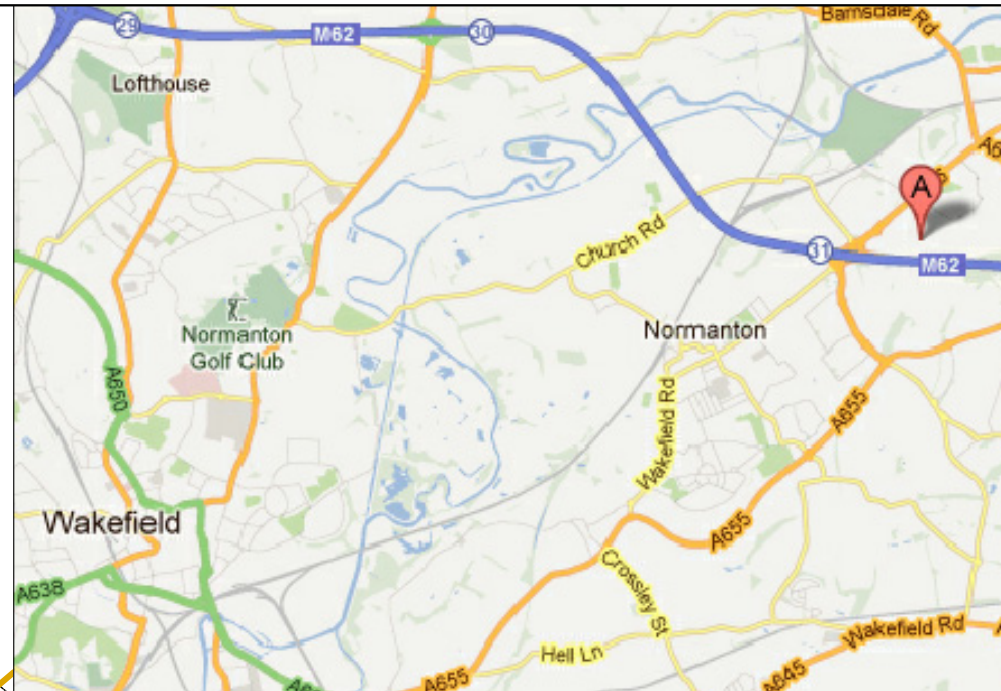 Barnsdale Rd
29
M62
30
Lofthouse
A
Church Rd
31
M62
Normanton
Golf Club
Normanton
A650
Wakefield Rd
A655
Wakefield
A655
A638
Crossley St
Wakefield Rd
Hell Ln
A655
A645